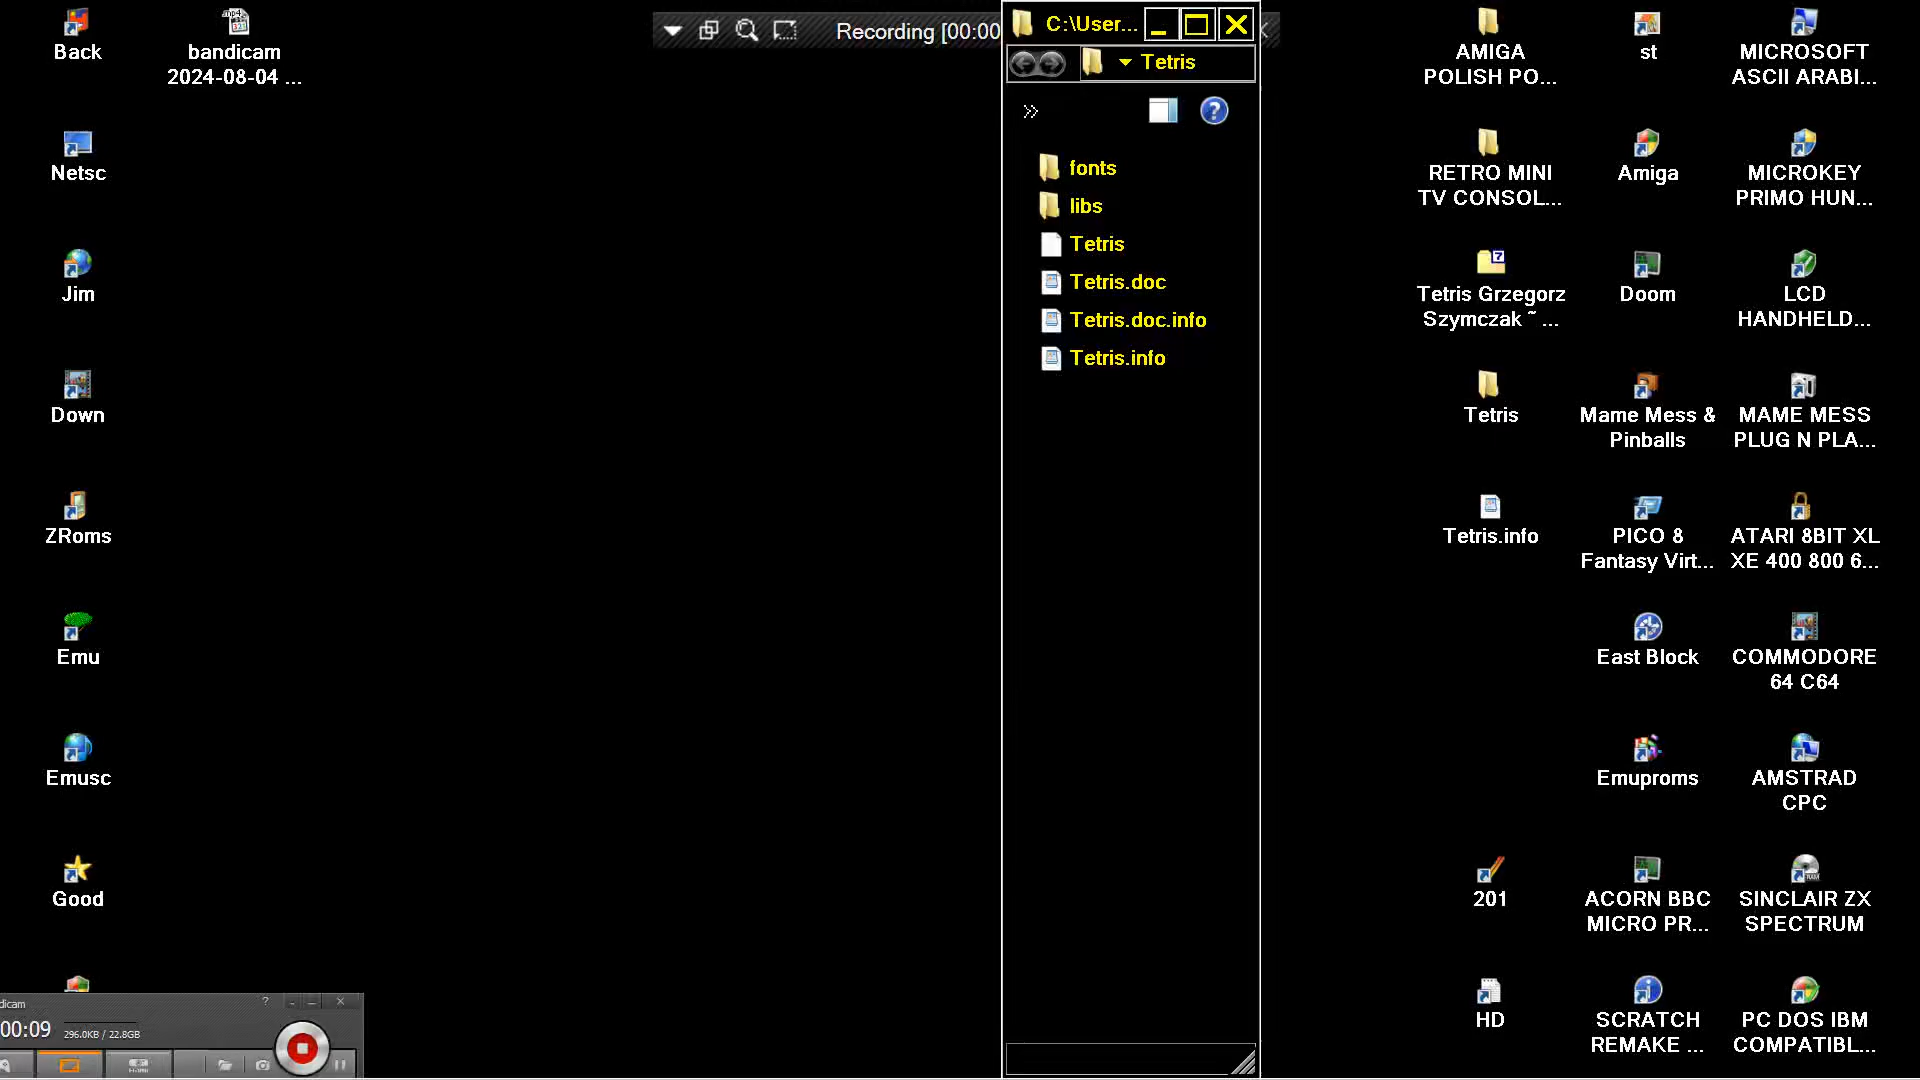 Back
bandicam
2024-08-04 ...
Netsc
Jim
Down
ZRoms
Emu
Emusc
Good
dicam
?
00:09
296.0KB / 22.8GB
Recording [00:00
C:\User...
Tetris
fonts
libs
Tetris
Tetris.doc
Tetris.doc.info
Tetris.info
AMIGA
POLISH PO...
RETRO MINI
TV CONSOL...
Tetris Grzegorz
Szymczak ~ ...
Tetris
Tetris.info
201
HD
st
Amiga
Doom
Mame Mess &
Pinballs
PICO 8
Fantasy Virt...
East Block
Emuproms
ACORN BBC
MICRO PR...
SCRATCH
REMAKE ...
MICROSOFT
ASCII ARABI...
MICROKEY
PRIMO HUN...
LCD
HANDHELD...
MAME MESS
PLUG N PLA...
ATARI 8BIT XL
XE 400 800 6...
COMMODORE
64 C64
AMSTRAD
CPC
SINCLAIR ZX
SPECTRUM
PC DOS IBM
COMPATIBL...